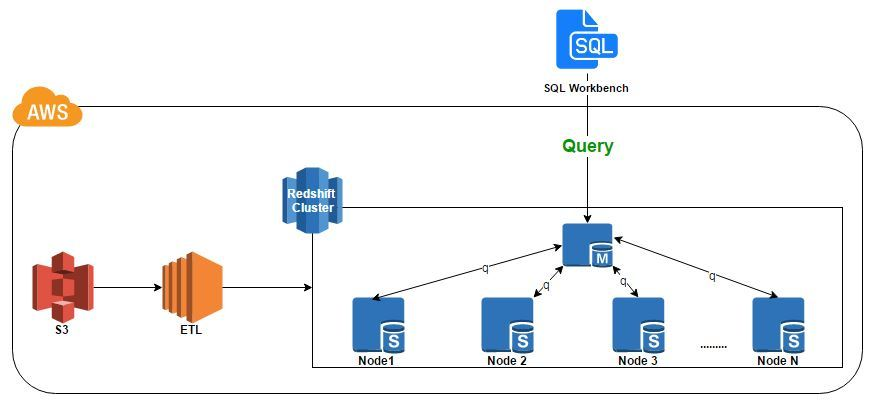 SQL
SQL Workbench
AWS
Query
Redshift
Cluster
M
q
q
q
q
S3
ETL
S
S
S
S
Node1
Node 2
Node 3
.........
Node N